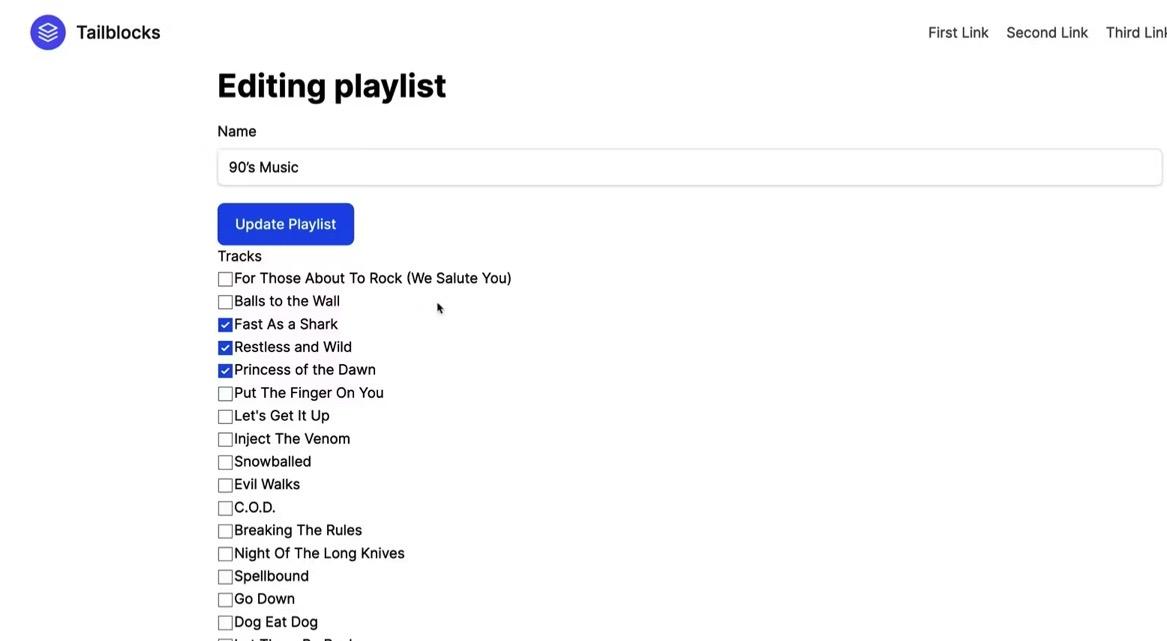 Tailblocks
First Link Second Link Third Link
Editing playlist
Name
90's Music
Update Playlist
Tracks
For Those About To Rock (We Salute You)
Balls to the Wall
Fast As a Shark
Restless and Wild
Princess of the Dawn
Put The Finger On You
Let's Get It Up
Inject The Venom
Snowballed
Evil Walks
C.O.D.
Breaking The Rules
Night Of The Long Knives
Spellbound
Go Down
Dog Eat Dog